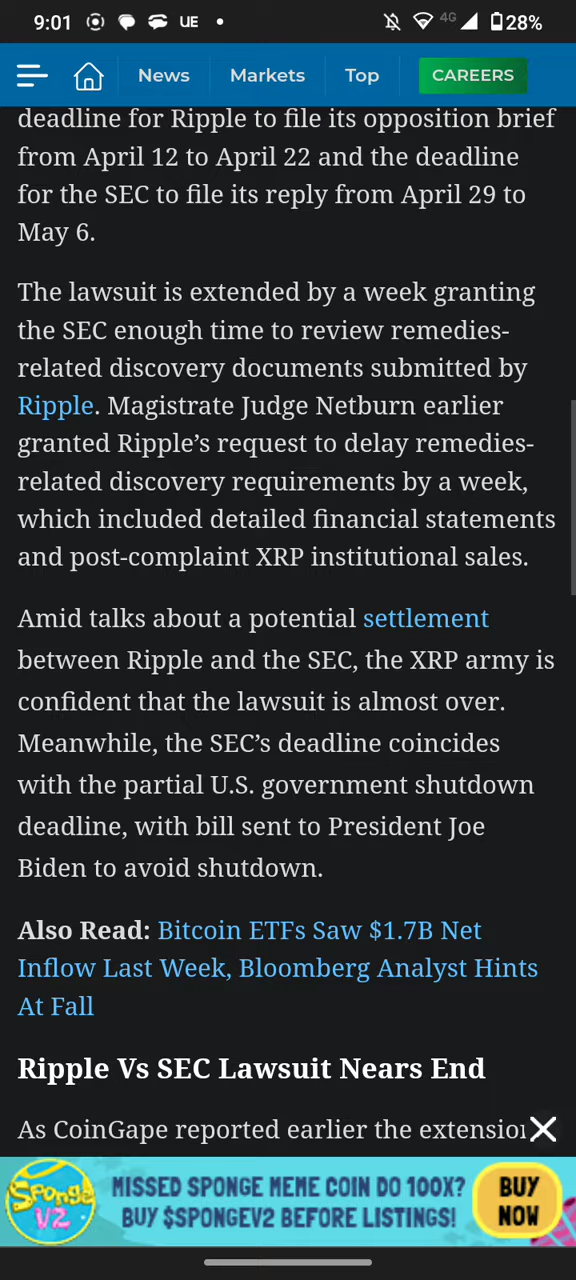 9:01 UE 4G 28%
News Markets Top CAREERS
deadline for Ripple to file its opposition brief
from April 12 to April 22 and the deadline
for the SEC to file its reply from April 29 to
May 6.
The lawsuit is extended by a week granting
the SEC enough time to review remedies-
related discovery documents submitted by
Ripple. Magistrate Judge Netburn earlier
granted Ripple’s request to delay remedies-
related discovery requirements by a week,
which included detailed financial statements
and post-complaint XRP institutional sales.
Amid talks about a potential settlement
between Ripple and the SEC, the XRP army is
confident that the lawsuit is almost over.
Meanwhile, the SEC’s deadline coincides
with the partial U.S. government shutdown
deadline, with bill sent to President Joe
Biden to avoid shutdown.
Also Read: Bitcoin ETFs Saw $1.7B Net
Inflow Last Week, Bloomberg Analyst Hints
At Fall
Ripple Vs SEC Lawsuit Nears End
As CoinGape reported earlier the extension
Sponge V2
MISSED SPONGE MEME COIN DO 100X?
BUY $SPONGEV2 BEFORE LISTINGS!
BUY NOW